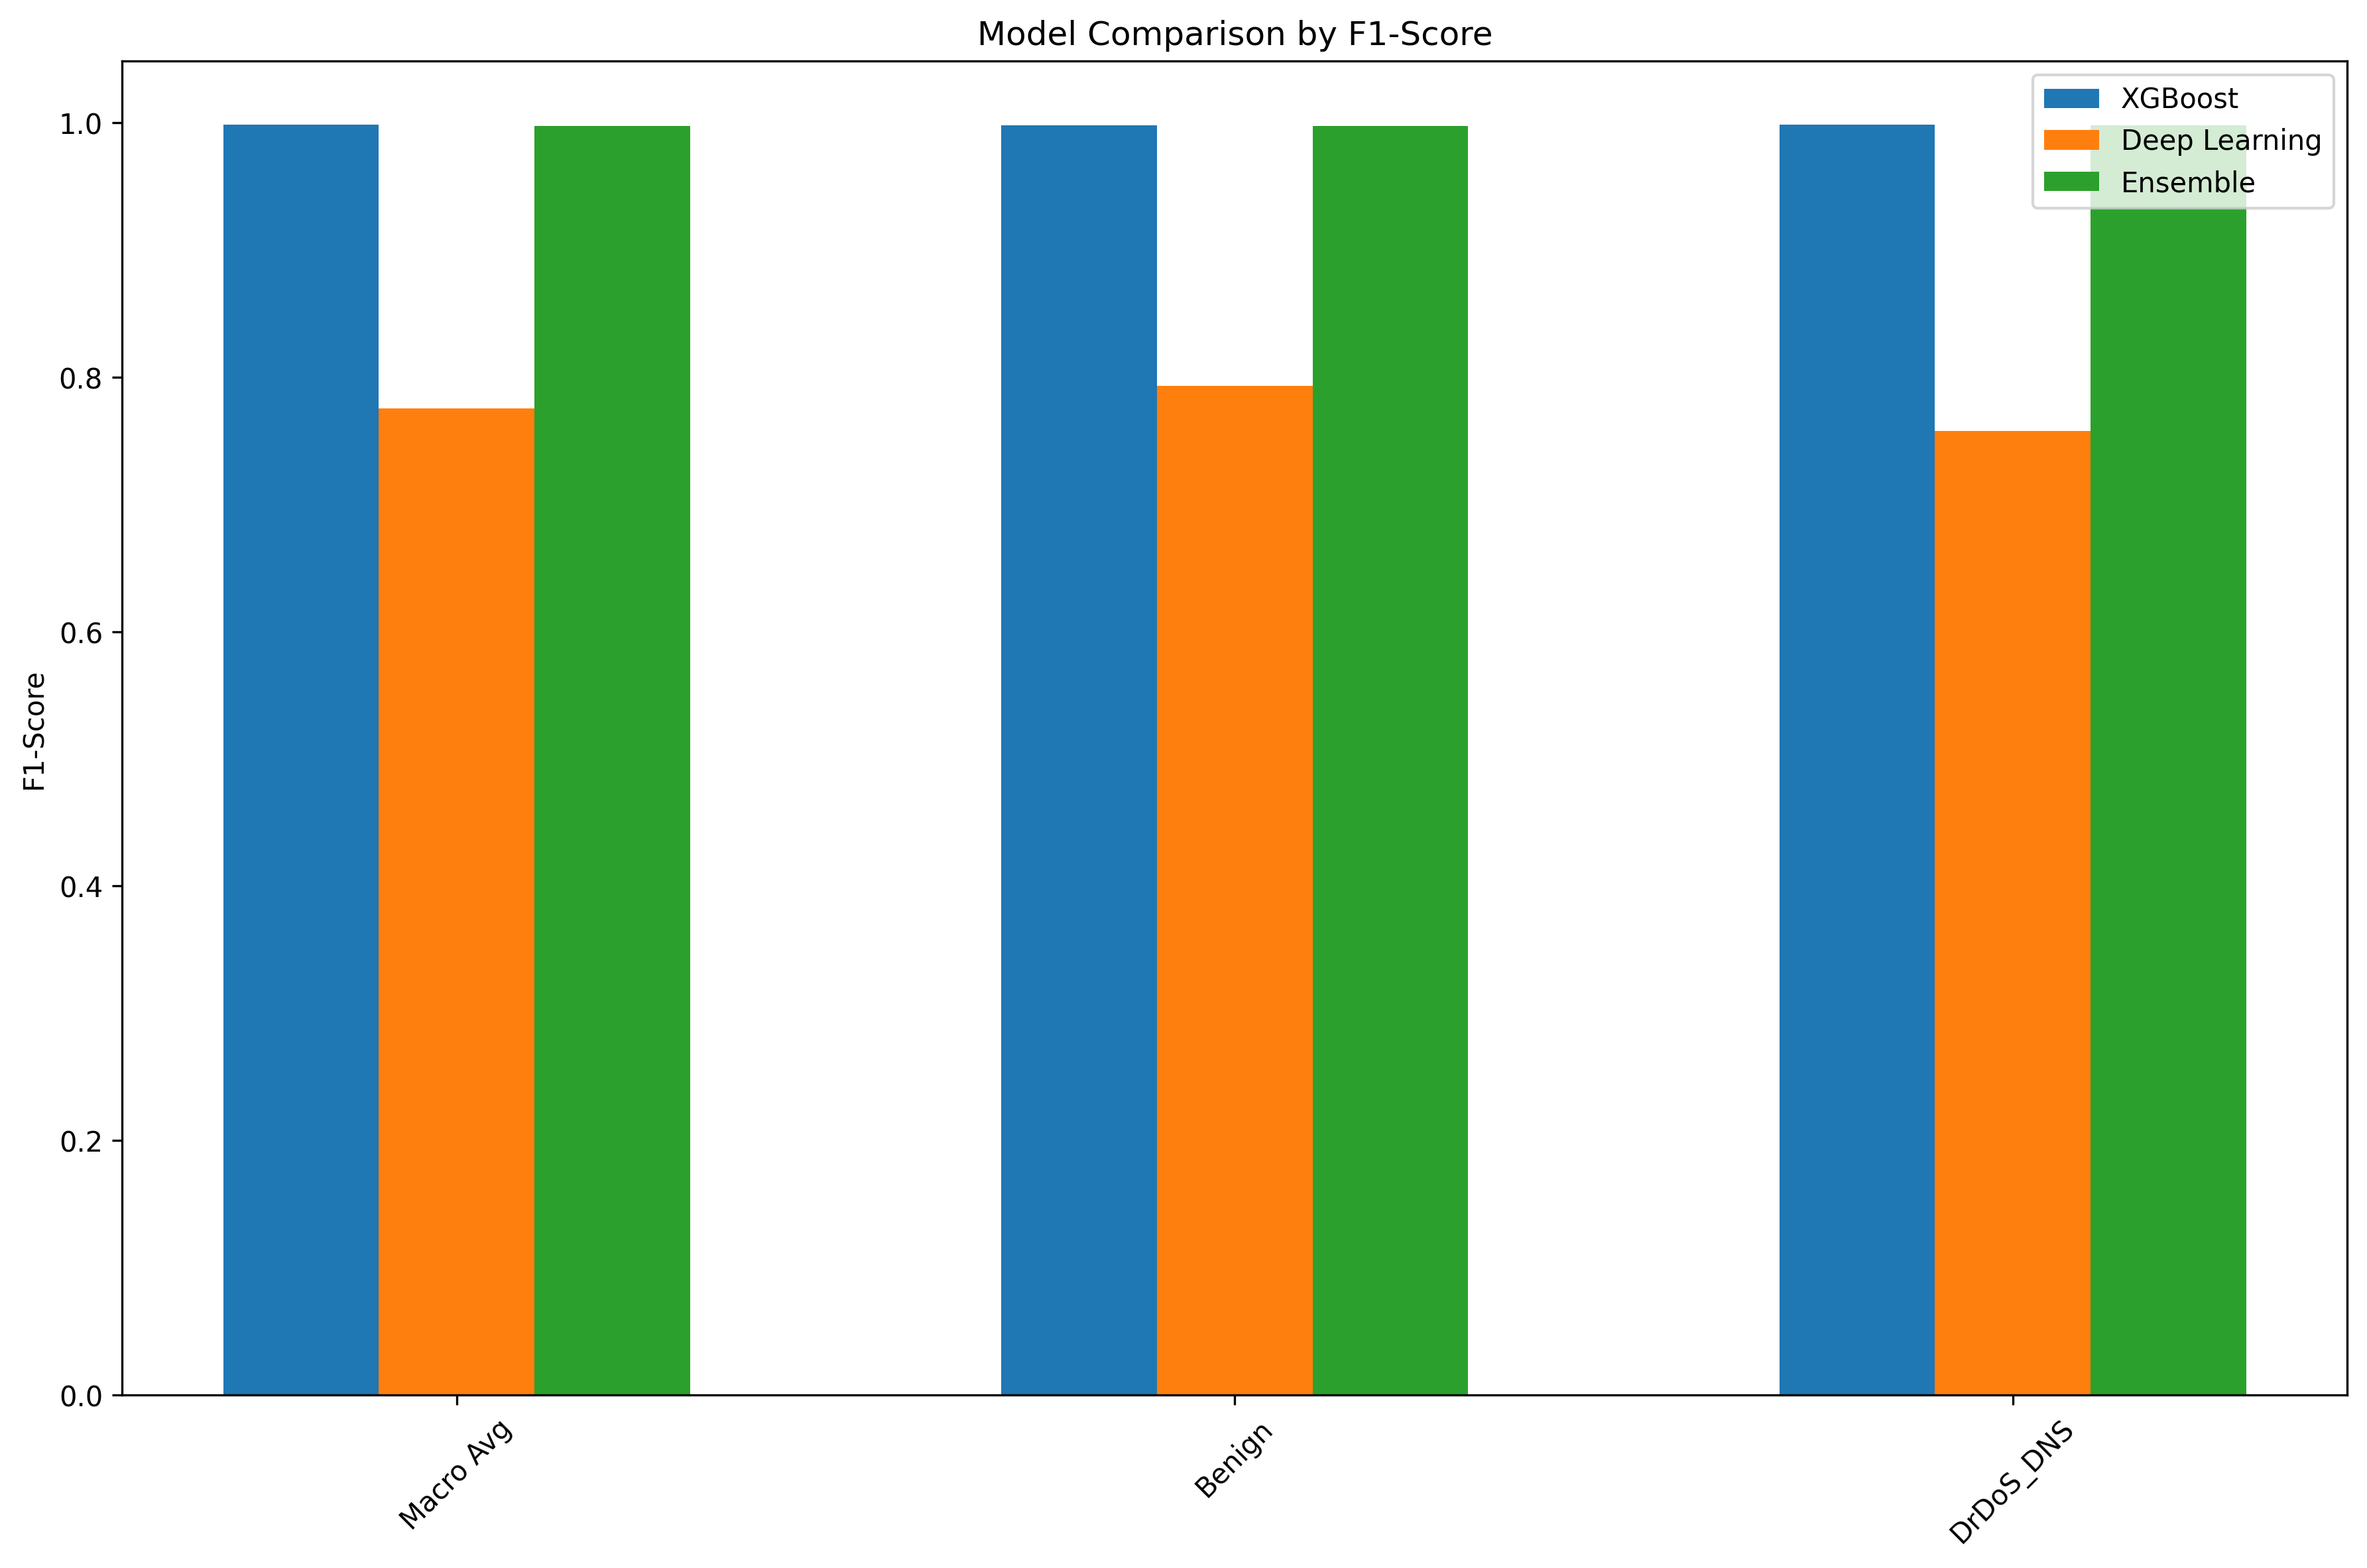 Model Comparison by F1-Score
XGBoost
Deep Learning
Ensemble
1.0
0.8
0.6
0.4
0.2
0.0
F1-Score
Macro Avg
Benign
DrDoS_DNS